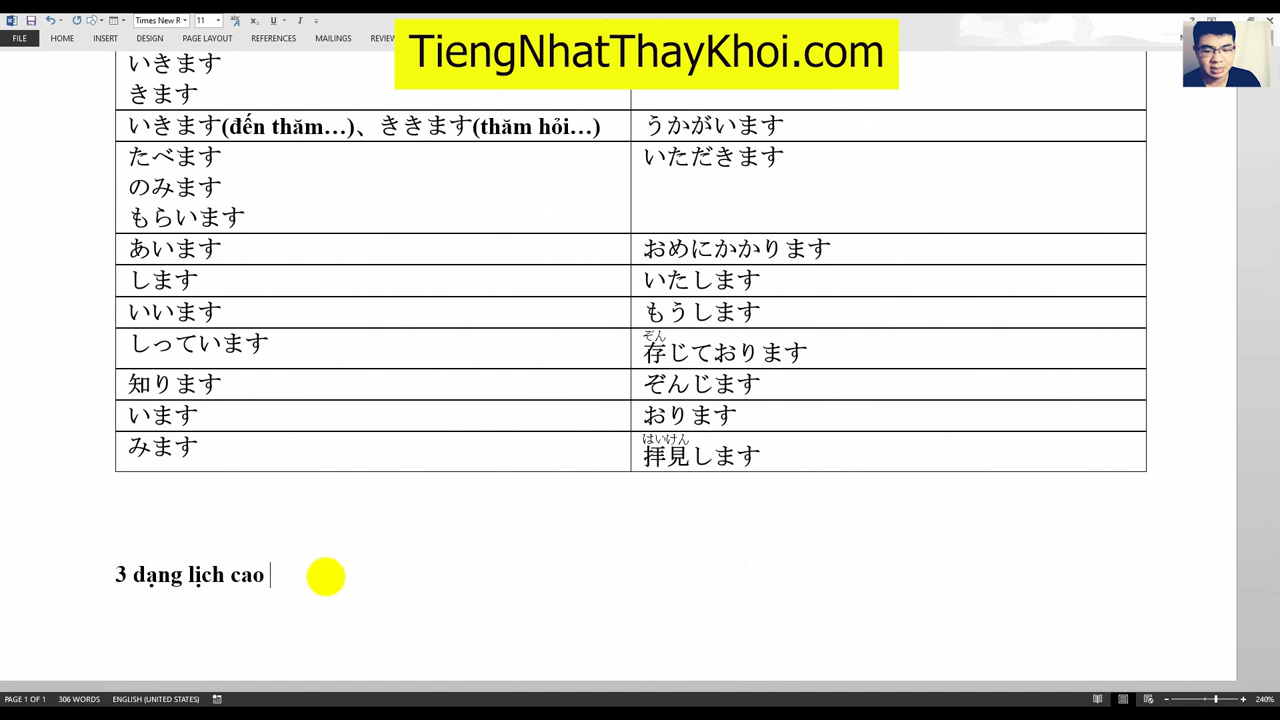 Times New R 11
FILE HOME INSERT DESIGN PAGE LAYOUT REFERENCES MAILINGS
TiengNhatThayKhoi.com
いきます
きます
いきます(đến thăm…)、ききます(thăm hỏi…) うかがいます
たべます いただきます
のみます
もらいます
あいます おめにかかります
します いたします
いいます もうします
しっています 存じております
ぞん
知ります ぞんじます
います おります
みます 拝見します
はいけん
3 dạng lịch cao
PAGE 1 OF 1 306 WORDS ENGLISH (UNITED STATES) 240%